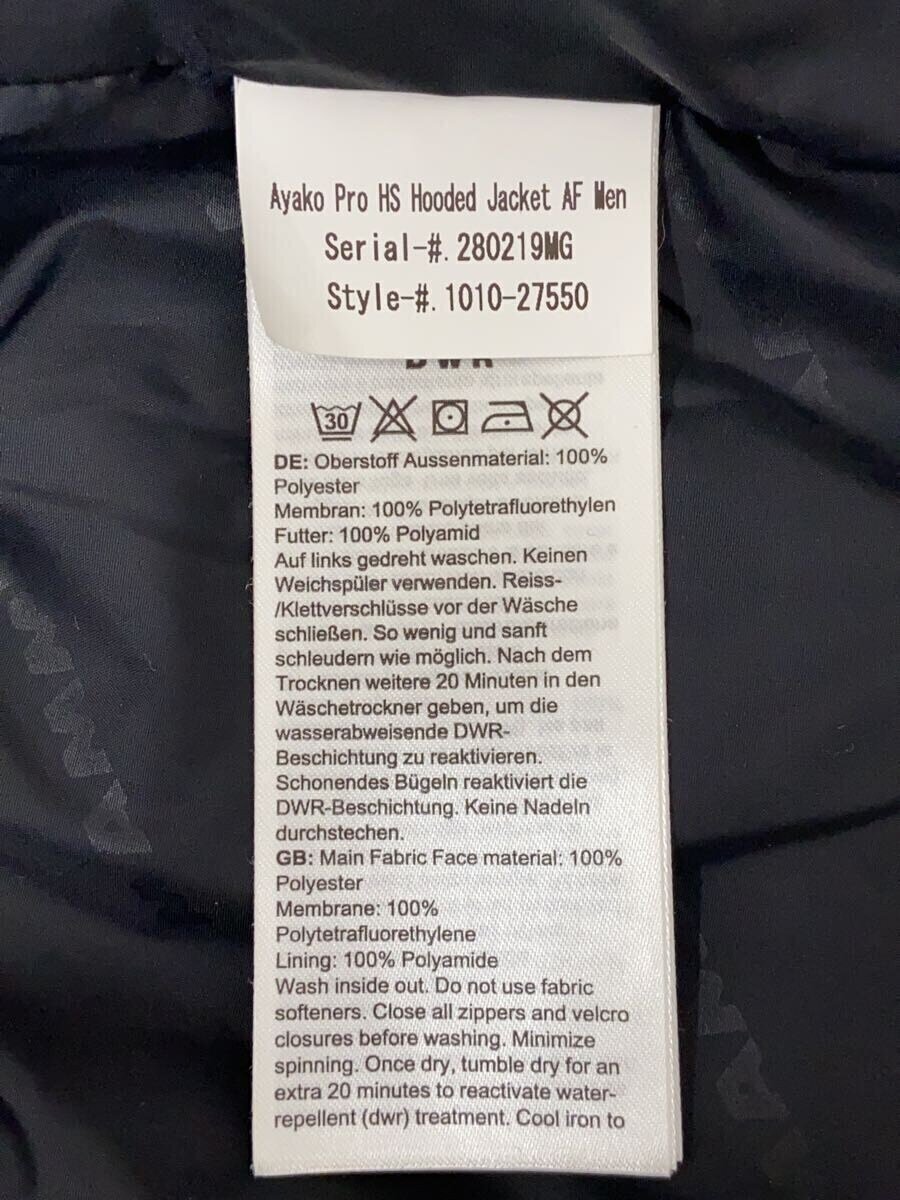 Ayako Pro HS Hooded Jacket AF Men
Serial-#. 280219MG
Style-#. 1010-27550
DWR
30
DE: Oberstoff Aussenmaterial: 100%
Polyester
Membran: 100% Polytetrafluorethylen
Futter: 100% Polyamid
Auf links gedreht waschen. Keinen
Weichspüler verwenden. Reiss-
/Klettverschlüsse vor der Wäsche
schließen. So wenig und sanft
schleudern wie möglich. Nach dem
Trocknen weitere 20 Minuten in den
Wäschetrockner geben, um die
wasserabweisende DWR-
Beschichtung zu reaktivieren.
Schonendes Bügeln reaktiviert die
DWR-Beschichtung. Keine Nadeln
durchstechen.
GB: Main Fabric Face material: 100%
Polyester
Membrane: 100%
Polytetrafluorethylene
Lining: 100% Polyamide
Wash inside out. Do not use fabric
softeners. Close all zippers and velcro
closures before washing. Minimize
spinning. Once dry, tumble dry for an
extra 20 minutes to reactivate water-
repellent (dwr) treatment. Cool iron to